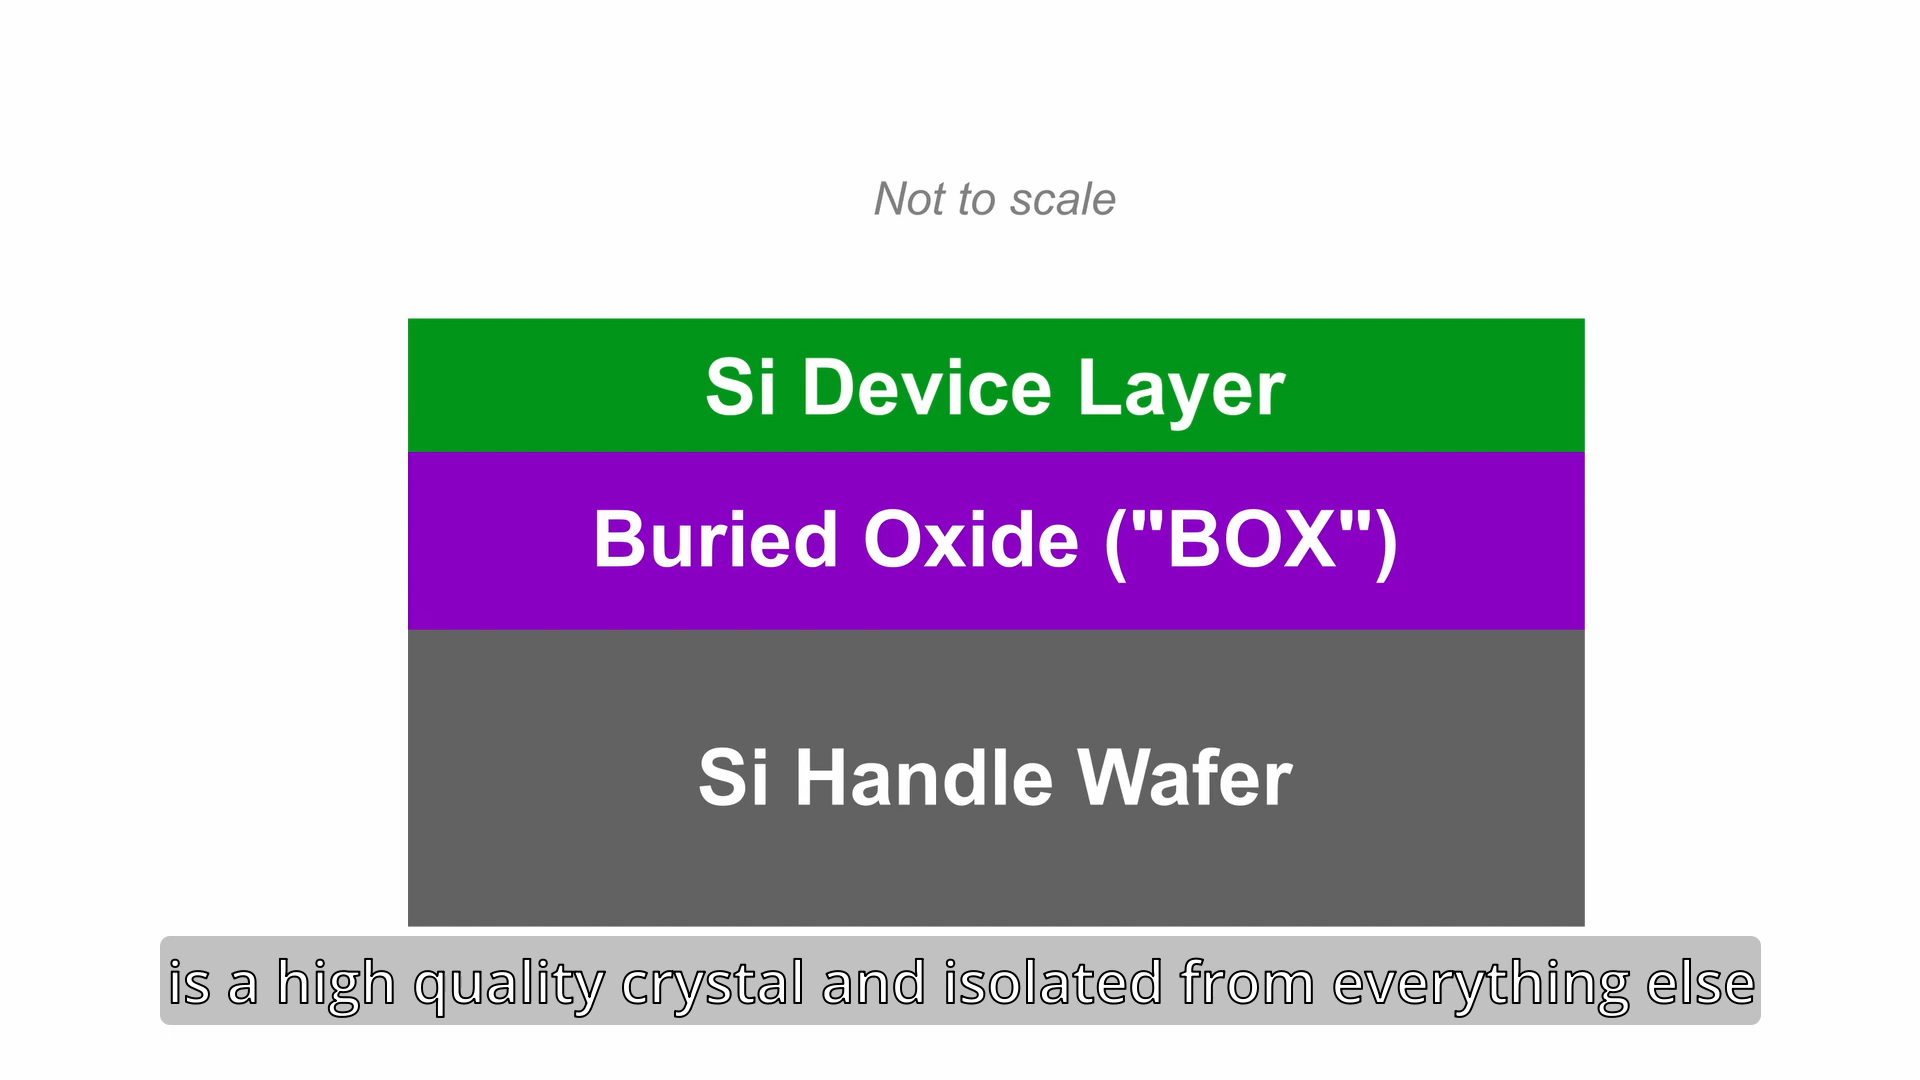 Not to scale
Si Device Layer
Buried Oxide ("BOX")
Si Handle Wafer
is a high quality crystal and isolated from everything else